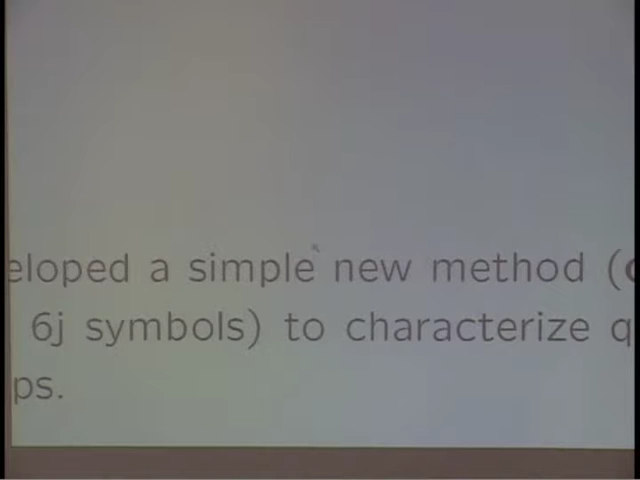 eloped a simple new method (
6j symbols) to characterize q
ps.